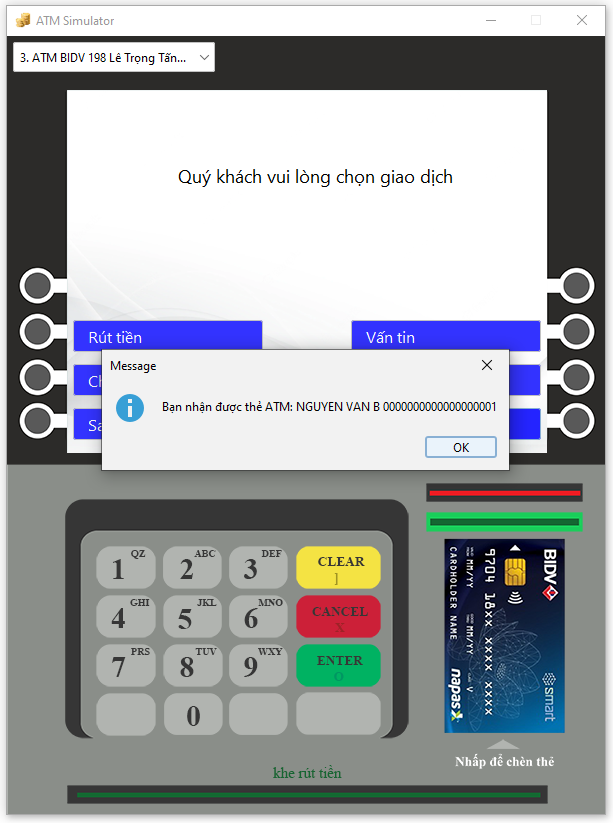 ATM Simulator
3. ATM BIDV 198 Lê Trọng Tấn...
Quý khách vui lòng chọn giao dịch
Rút tiền
Vấn tin
Message
Bạn nhận được thẻ ATM: NGUYEN VAN B 0000000000000000001
OK
1 QZ
2 ABC
3 DEF
CLEAR
]
4 GHI
5 JKL
6 MNO
CANCEL
X
7 PRS
8 TUV
9 WXY
ENTER
O
0
BIDV
smart
9704 18xx xxxx xxxx
MM/YY
MM/YY
V
CARDHOLDER NAME
napas
Nhấp để chèn thẻ
khe rút tiền